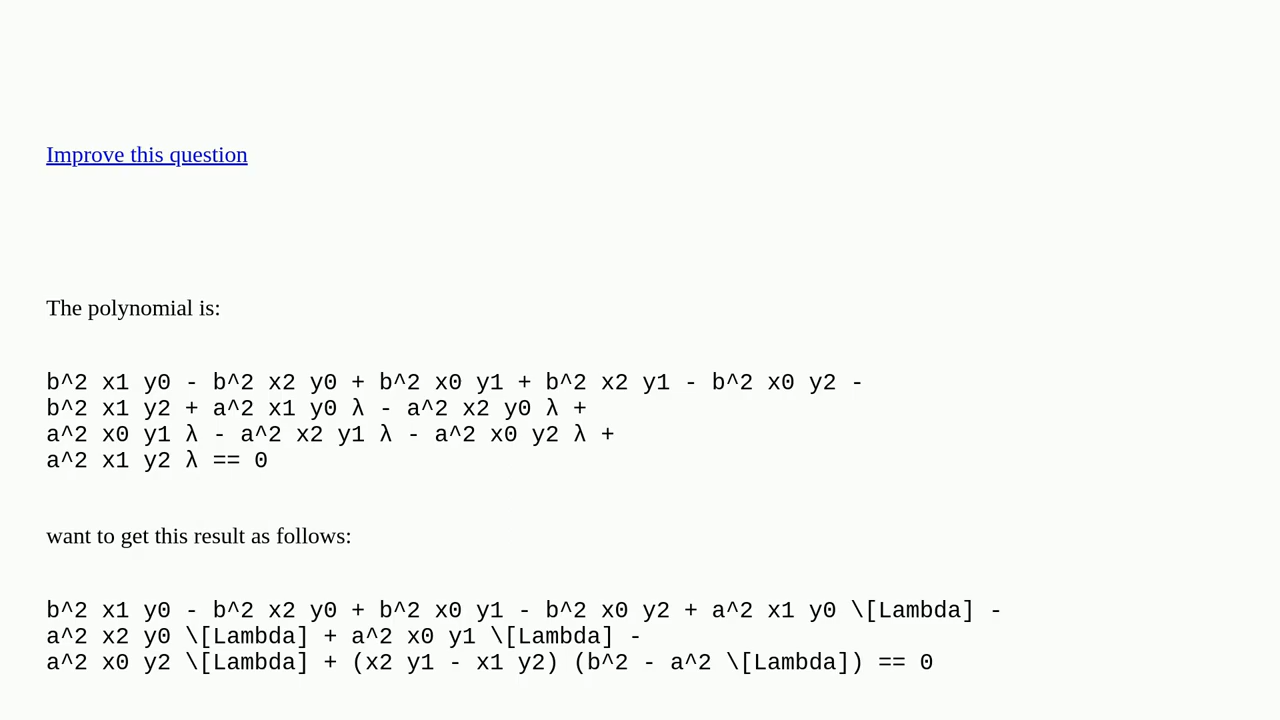 Improve this question
The polynomial is:
b^2 x1 y0 - b^2 x2 y0 + b^2 x0 y1 + b^2 x2 y1 - b^2 x0 y2 -
b^2 x1 y2 + a^2 x1 y0 λ - a^2 x2 y0 λ +
a^2 x0 y1 λ - a^2 x2 y1 λ - a^2 x0 y2 λ +
a^2 x1 y2 λ == 0
want to get this result as follows:
b^2 x1 y0 - b^2 x2 y0 + b^2 x0 y1 - b^2 x0 y2 + a^2 x1 y0 \[Lambda] -
a^2 x2 y0 \[Lambda] + a^2 x0 y1 \[Lambda] -
a^2 x0 y2 \[Lambda] + (x2 y1 - x1 y2) (b^2 - a^2 \[Lambda]) == 0